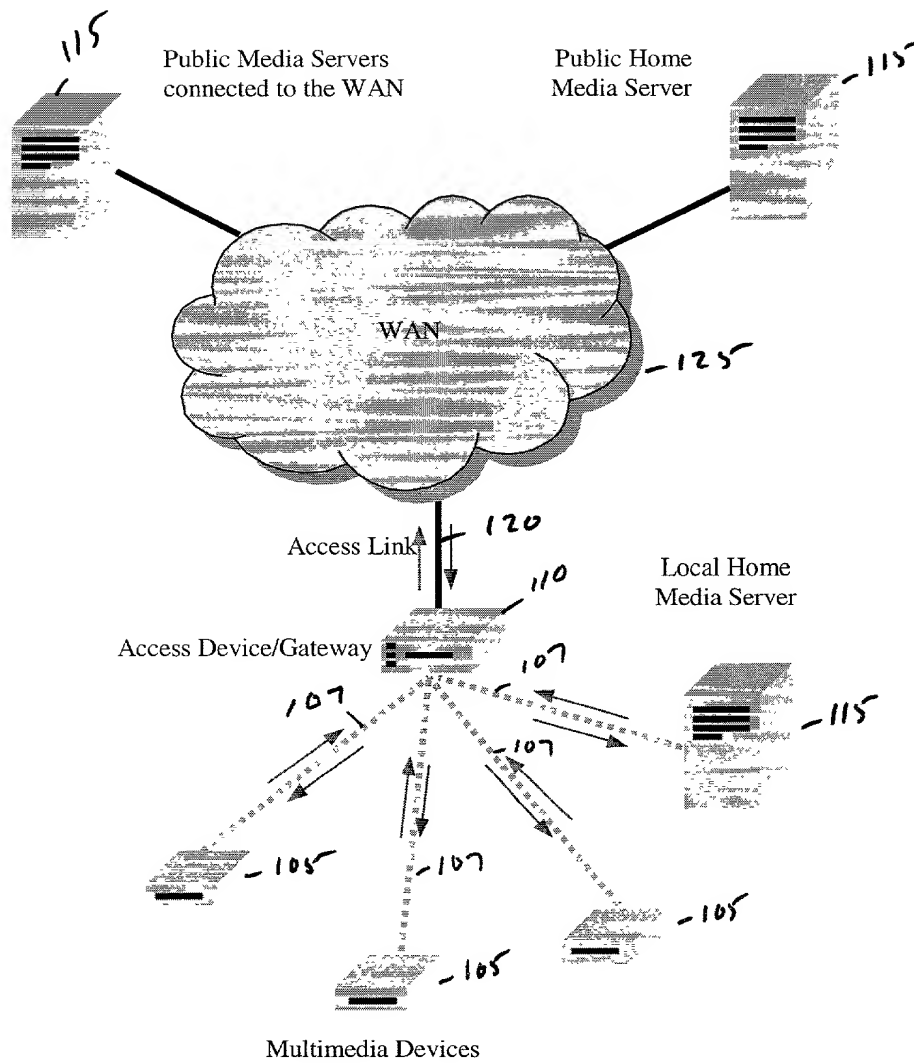 115
Public Media Servers
connected to the WAN
Public Home
Media Server
115
WAN
125
Access Link
120
110
Local Home
Media Server
Access Device/Gateway
107
107
107
115
105
107
105
105
Multimedia Devices